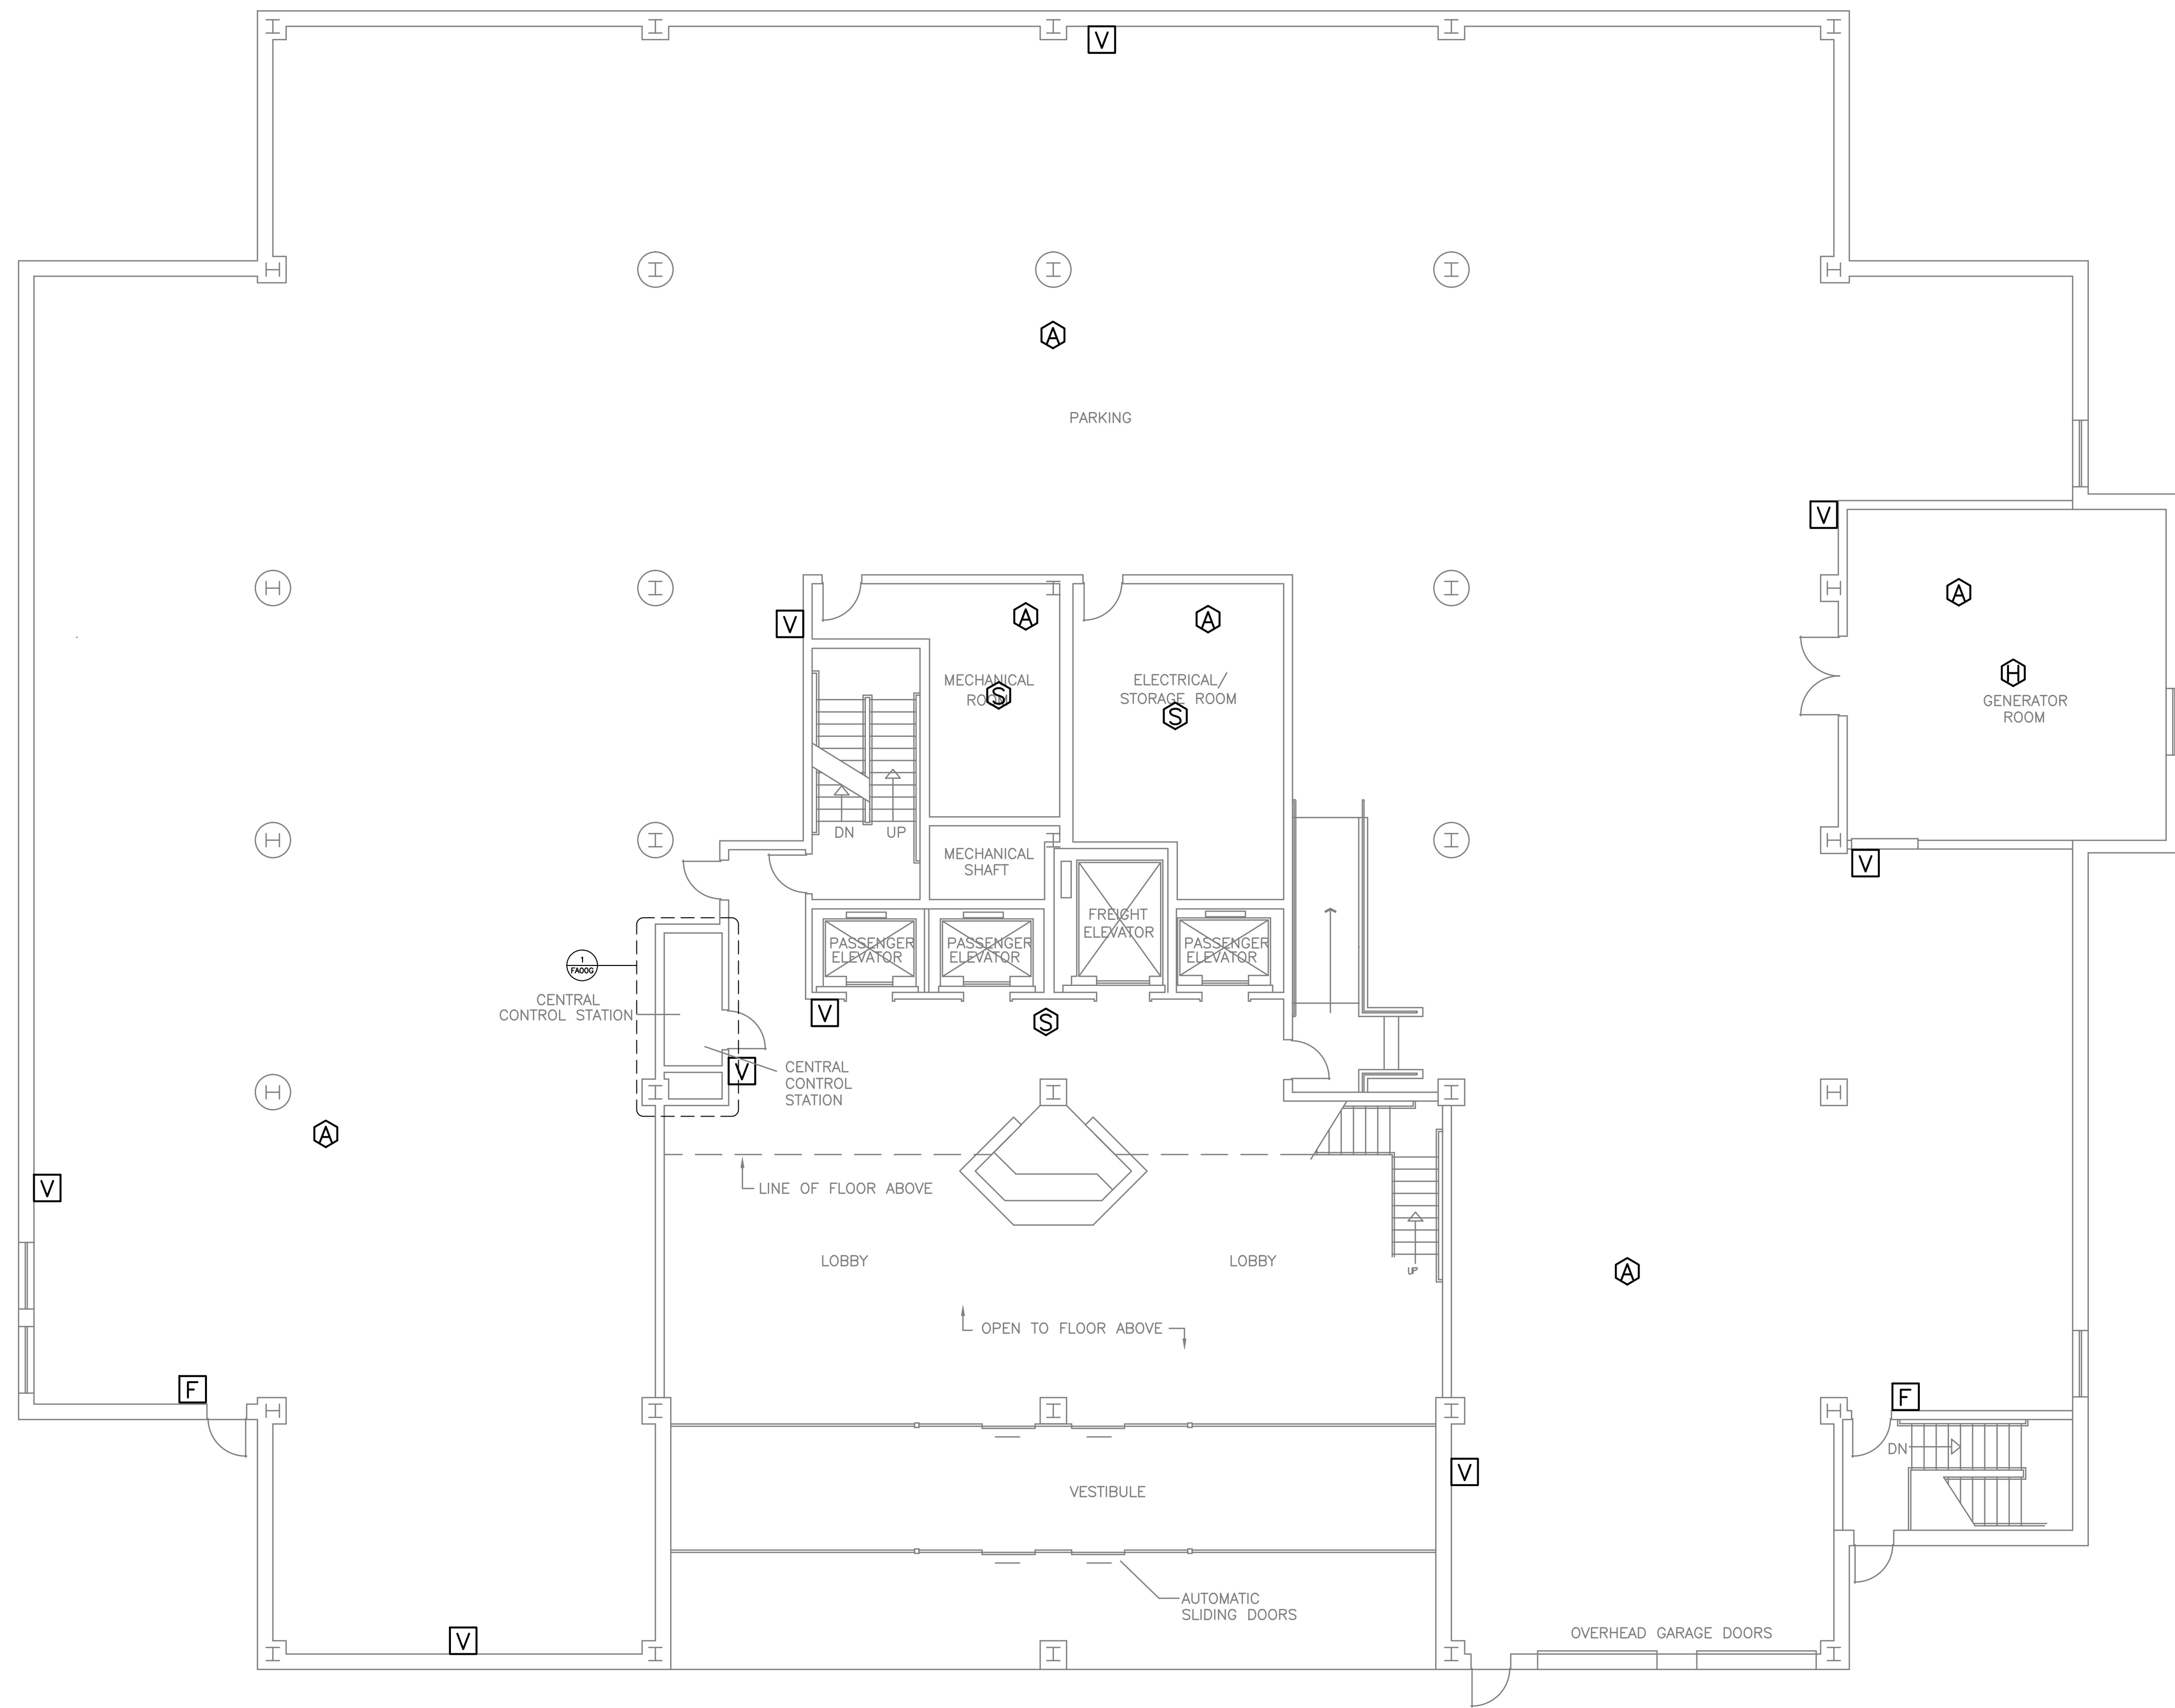 V
A
PARKING
V
A
V
A
A
H
MECHANICAL
ROOM
S
ELECTRICAL/
STORAGE ROOM
S
GENERATOR
ROOM
DN
UP
MECHANICAL
SHAFT
V
FREIGHT
ELEVATOR
PASSENGER
ELEVATOR
PASSENGER
ELEVATOR
PASSENGER
ELEVATOR
1
FA00G
CENTRAL
CONTROL STATION
V
S
V
CENTRAL
CONTROL
STATION
A
V
LINE OF FLOOR ABOVE
LOBBY
LOBBY
UP
A
OPEN TO FLOOR ABOVE
F
F
DN
V
VESTIBULE
AUTOMATIC
SLIDING DOORS
V
OVERHEAD GARAGE DOORS